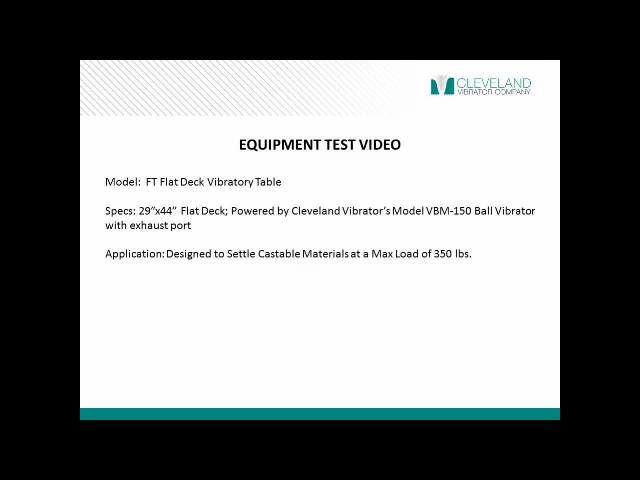 CLEVELAND
VIBRATOR COMPANY
EQUIPMENT TEST VIDEO
Model: FT Flat Deck Vibratory Table
Specs: 29”x44” Flat Deck; Powered by Cleveland Vibrator’s Model VBM-150 Ball Vibrator
with exhaust port
Application: Designed to Settle Castable Materials at a Max Load of 350 lbs.